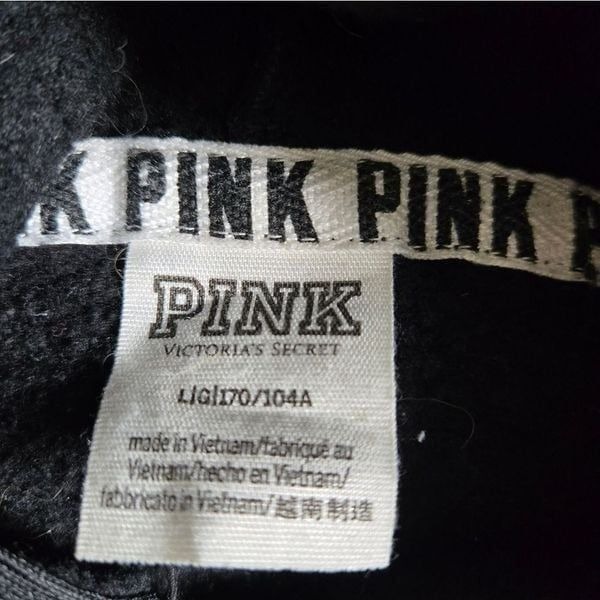 K PINK PINK P
PINK
VICTORIA'S SECRET
L/G/170/104A
made in Vietnam/fabriqué au
Vietnam/hecho en Vietnam/
fabbricato in Vietnam/越南制造